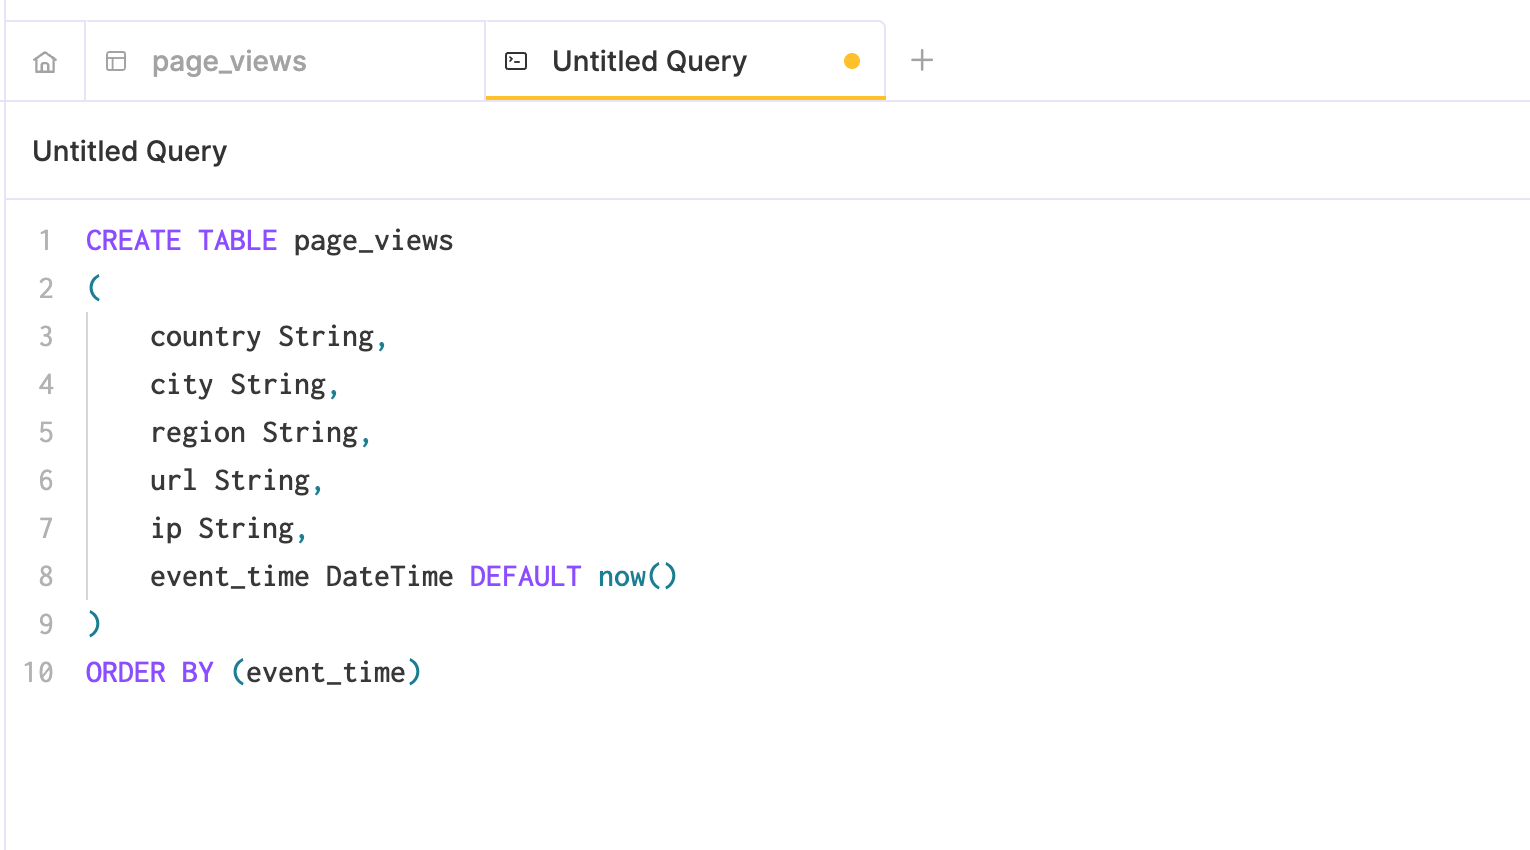 page_views
Untitled Query
Untitled Query
1 CREATE TABLE page_views
2 (
3     country String,
4     city String,
5     region String,
6     url String,
7     ip String,
8     event_time DateTime DEFAULT now()
9 )
10 ORDER BY (event_time)